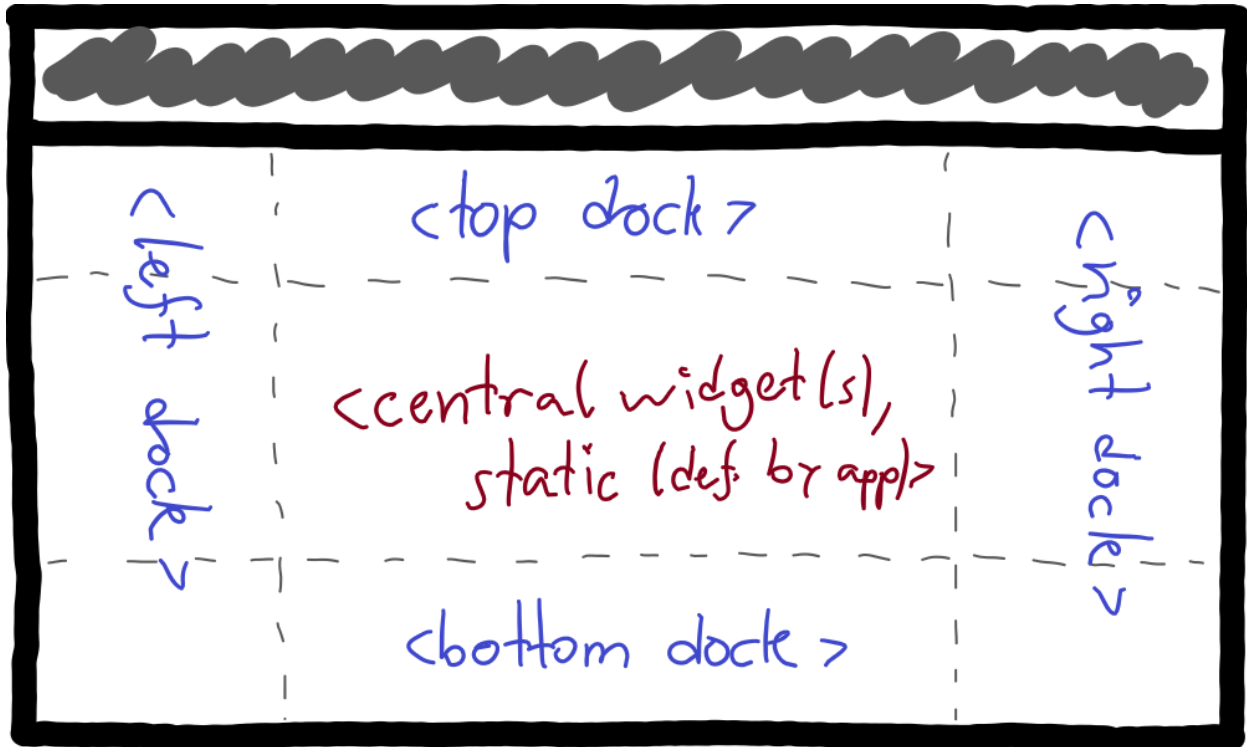 <top dock>
<left dock>
<right dock>
<central widget(s),
static (def. by app)>
<bottom dock>